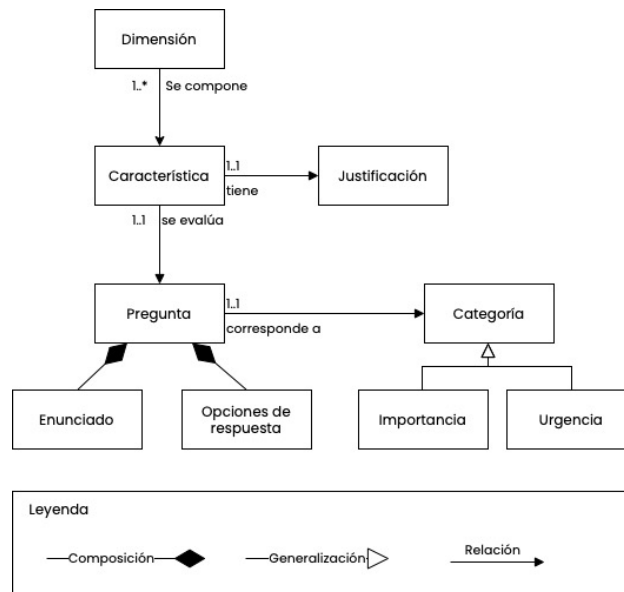 Dimensión
1..* Se compone
Característica
1..1
tiene
Justificación
1..1 se evalúa
Pregunta
1..1
corresponde a
Categoría
Enunciado
Opciones de
respuesta
Importancia
Urgencia
Leyenda
Composición
Generalización
Relación